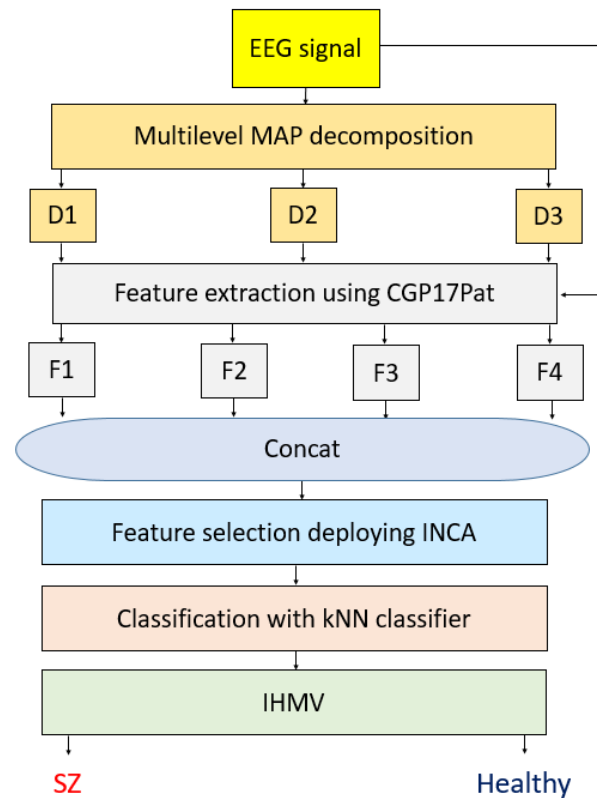 EEG signal
Multilevel MAP decomposition
D1
D2
D3
Feature extraction using CGP17Pat
F1
F2
F3
F4
Concat
Feature selection deploying INCA
Classification with kNN classifier
IHMV
SZ
Healthy